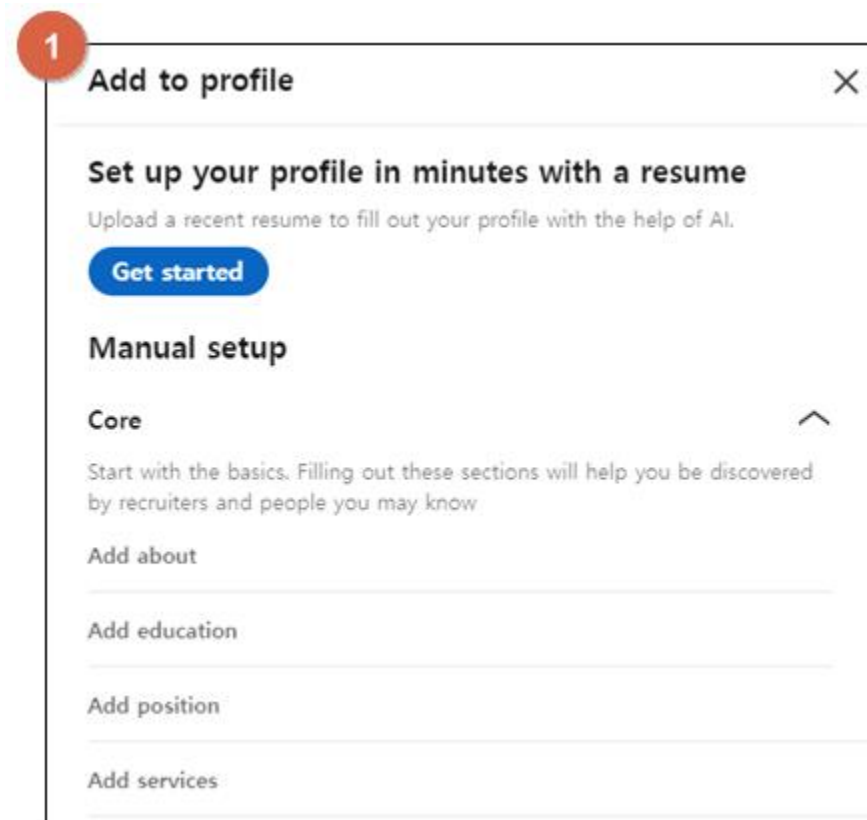 1
Add to profile
Set up your profile in minutes with a resume
Upload a recent resume to fill out your profile with the help of AI.
Get started
Manual setup
Core
Start with the basics. Filling out these sections will help you be discovered
by recruiters and people you may know
Add about
Add education
Add position
Add services